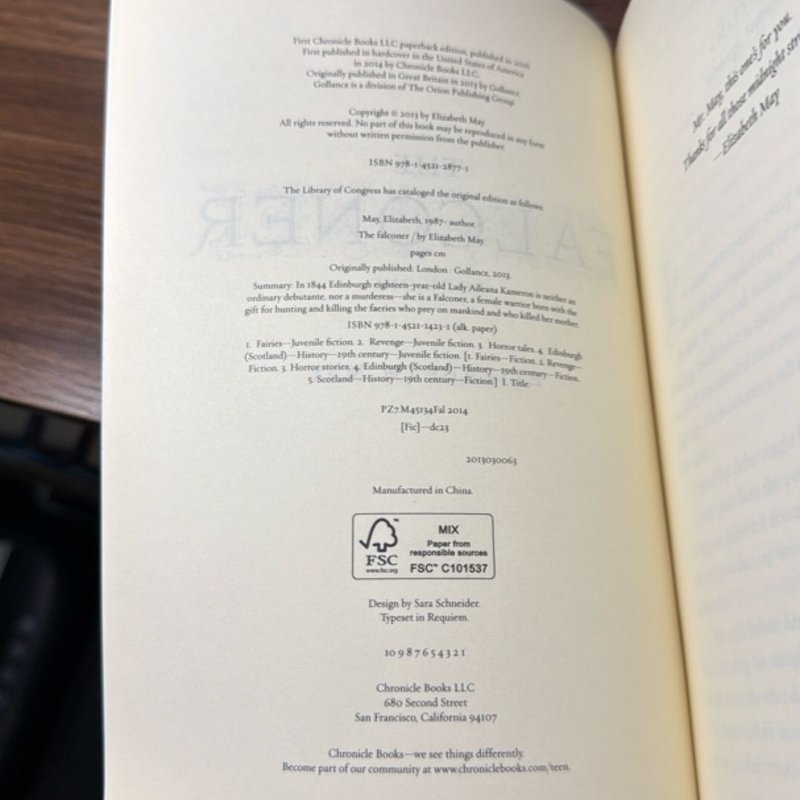 First Chronicle Books LLC paperback edition, published in 2016.
First published in hardcover in the United States of America
in 2014 by Chronicle Books LLC.
Originally published in Great Britain in 2013 by Gollancz.
Gollancz is a division of The Orion Publishing Group.
Copyright © 2013 by Elizabeth May
All rights reserved. No part of this book may be reproduced in any form
without written permission from the publisher.
ISBN 978-1-4521-2877-1
The Library of Congress has cataloged the original edition as follows
May, Elizabeth, 1987- author.
The falconer / by Elizabeth May
pages cm
Originally published: London : Gollancz, 2013.
Summary: In 1844 Edinburgh eighteen-year-old Lady Aileana Kameron is neither an
ordinary debutante, nor a murderess—she is a Falconer, a female warrior born with the
gift for hunting and killing the faeries who prey on mankind and who killed her mother.
ISBN 978-1-4521-1423-1 (alk. paper)
1. Fairies—Juvenile fiction. 2. Revenge—Juvenile fiction. 3. Horror tales. 4. Edinburgh
(Scotland)—History—19th century—Juvenile fiction. [1. Fairies—Fiction. 2. Revenge—
Fiction. 3. Horror stories. 4. Edinburgh (Scotland)—History—19th century—Fiction.
5. Scotland—History—19th century—Fiction.] I. Title.
PZ7.M45134Fal 2014
[Fic]—dc23
2013030063
Manufactured in China.
FSC
www.fsc.org
MIX
Paper from
responsible sources
FSC™ C101537
Design by Sara Schneider.
Typeset in Requiem.
10 9 8 7 6 5 4 3 2 1
Chronicle Books LLC
680 Second Street
San Francisco, California 94107
Chronicle Books—we see things differently.
Become part of our community at www.chroniclebooks.com/teen.
Mr. May, this one's for you.
Thanks for all those midnight
—Elizabeth May
THE
FALCONER